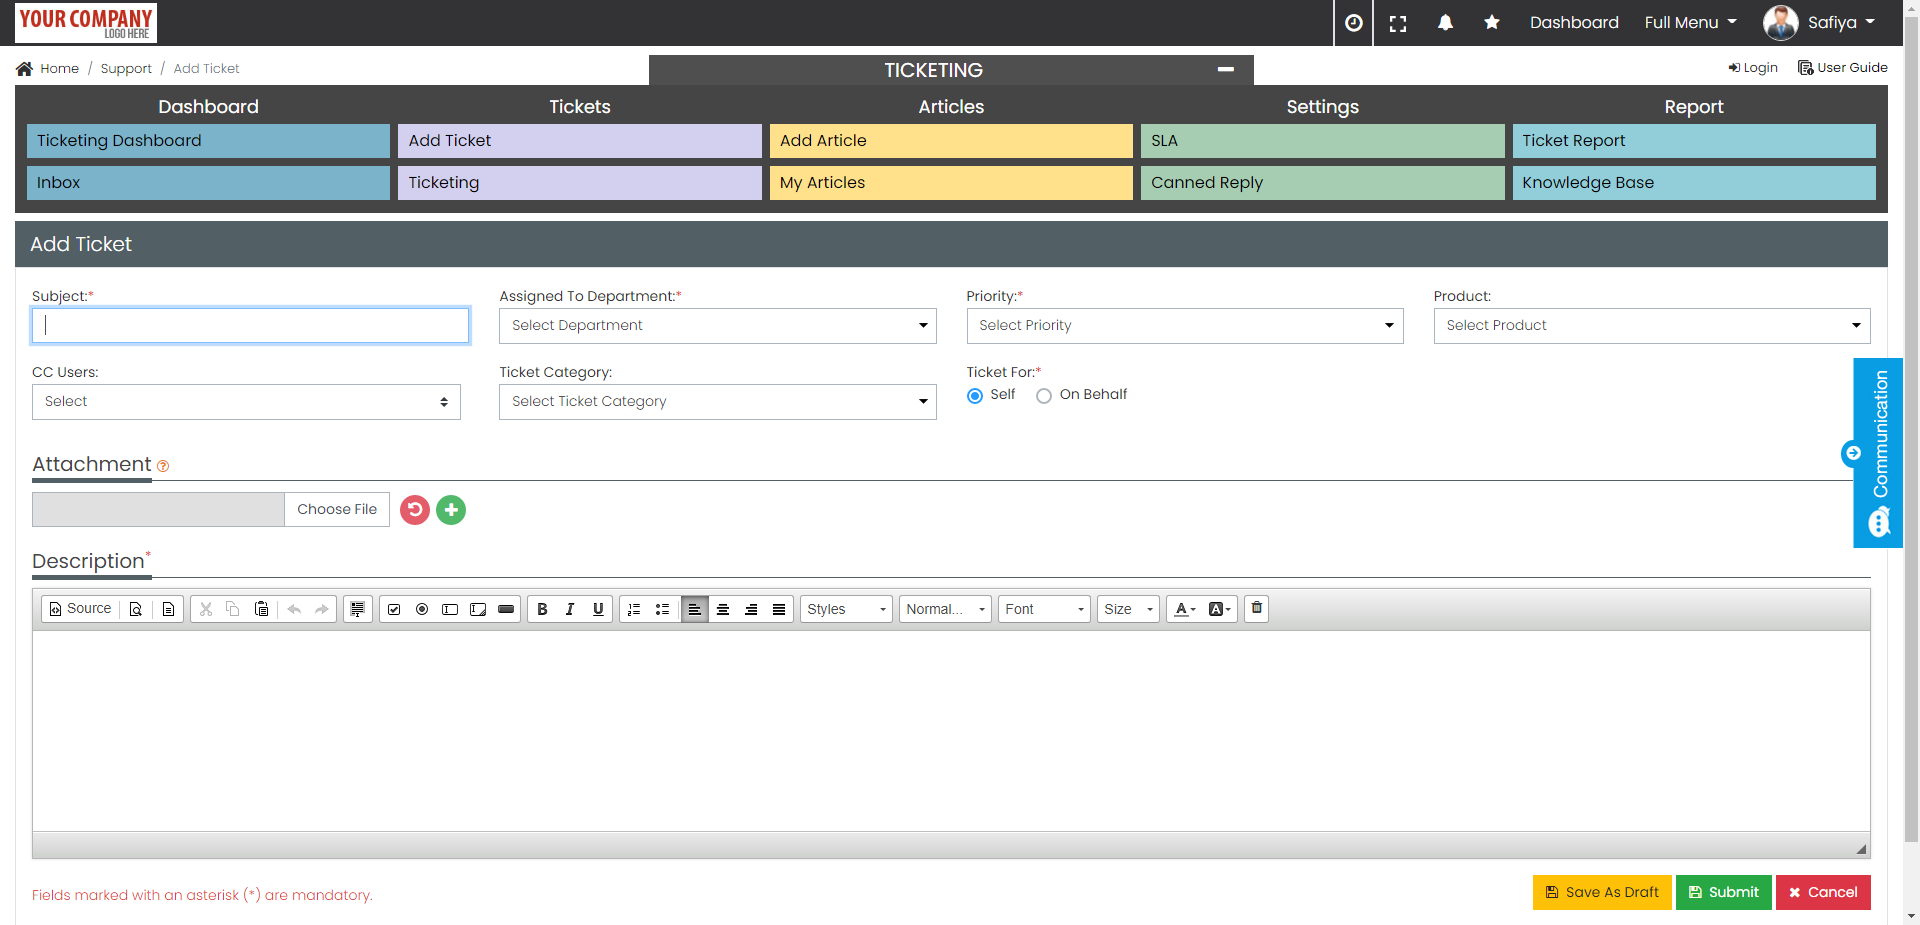 YOUR COMPANY
LOGO HERE
Dashboard Full Menu Safiya
Home / Support / Add Ticket
TICKETING
Login User Guide
Dashboard Tickets Articles Settings Report
Ticketing Dashboard Add Ticket Add Article SLA Ticket Report
Inbox Ticketing My Articles Canned Reply Knowledge Base
Add Ticket
Subject:* Assigned To Department:* Priority:* Product:
Select Department Select Priority Select Product
CC Users: Ticket Category: Ticket For:*
Select Select Ticket Category Self On Behalf
Communication
Attachment
Choose File
Description*
Source B I U Styles Normal... Font Size A A
Fields marked with an asterisk (*) are mandatory.
Save As Draft Submit Cancel